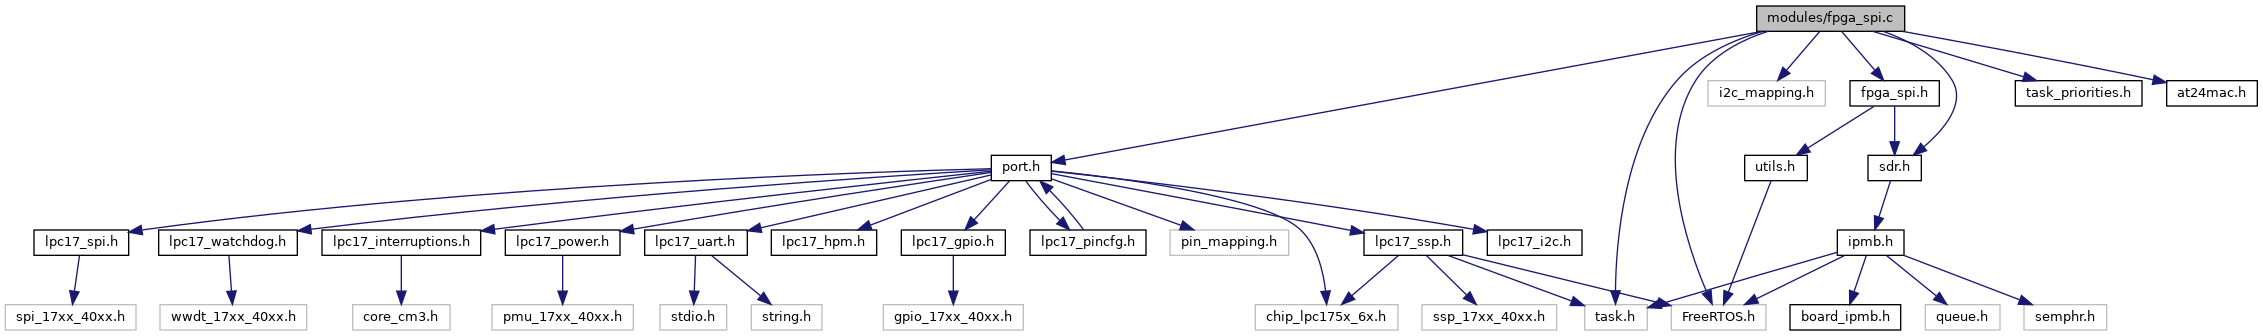 modules/fpga_spi.c
i2c_mapping.h
fpga_spi.h
task_priorities.h
at24mac.h
port.h
utils.h
sdr.h
lpc17_spi.h
lpc17_watchdog.h
lpc17_interruptions.h
lpc17_power.h
lpc17_uart.h
lpc17_hpm.h
lpc17_gpio.h
lpc17_pincfg.h
pin_mapping.h
lpc17_ssp.h
lpc17_i2c.h
ipmb.h
spi_17xx_40xx.h
wwdt_17xx_40xx.h
core_cm3.h
pmu_17xx_40xx.h
stdio.h
string.h
gpio_17xx_40xx.h
chip_lpc175x_6x.h
ssp_17xx_40xx.h
task.h
FreeRTOS.h
board_ipmb.h
queue.h
semphr.h